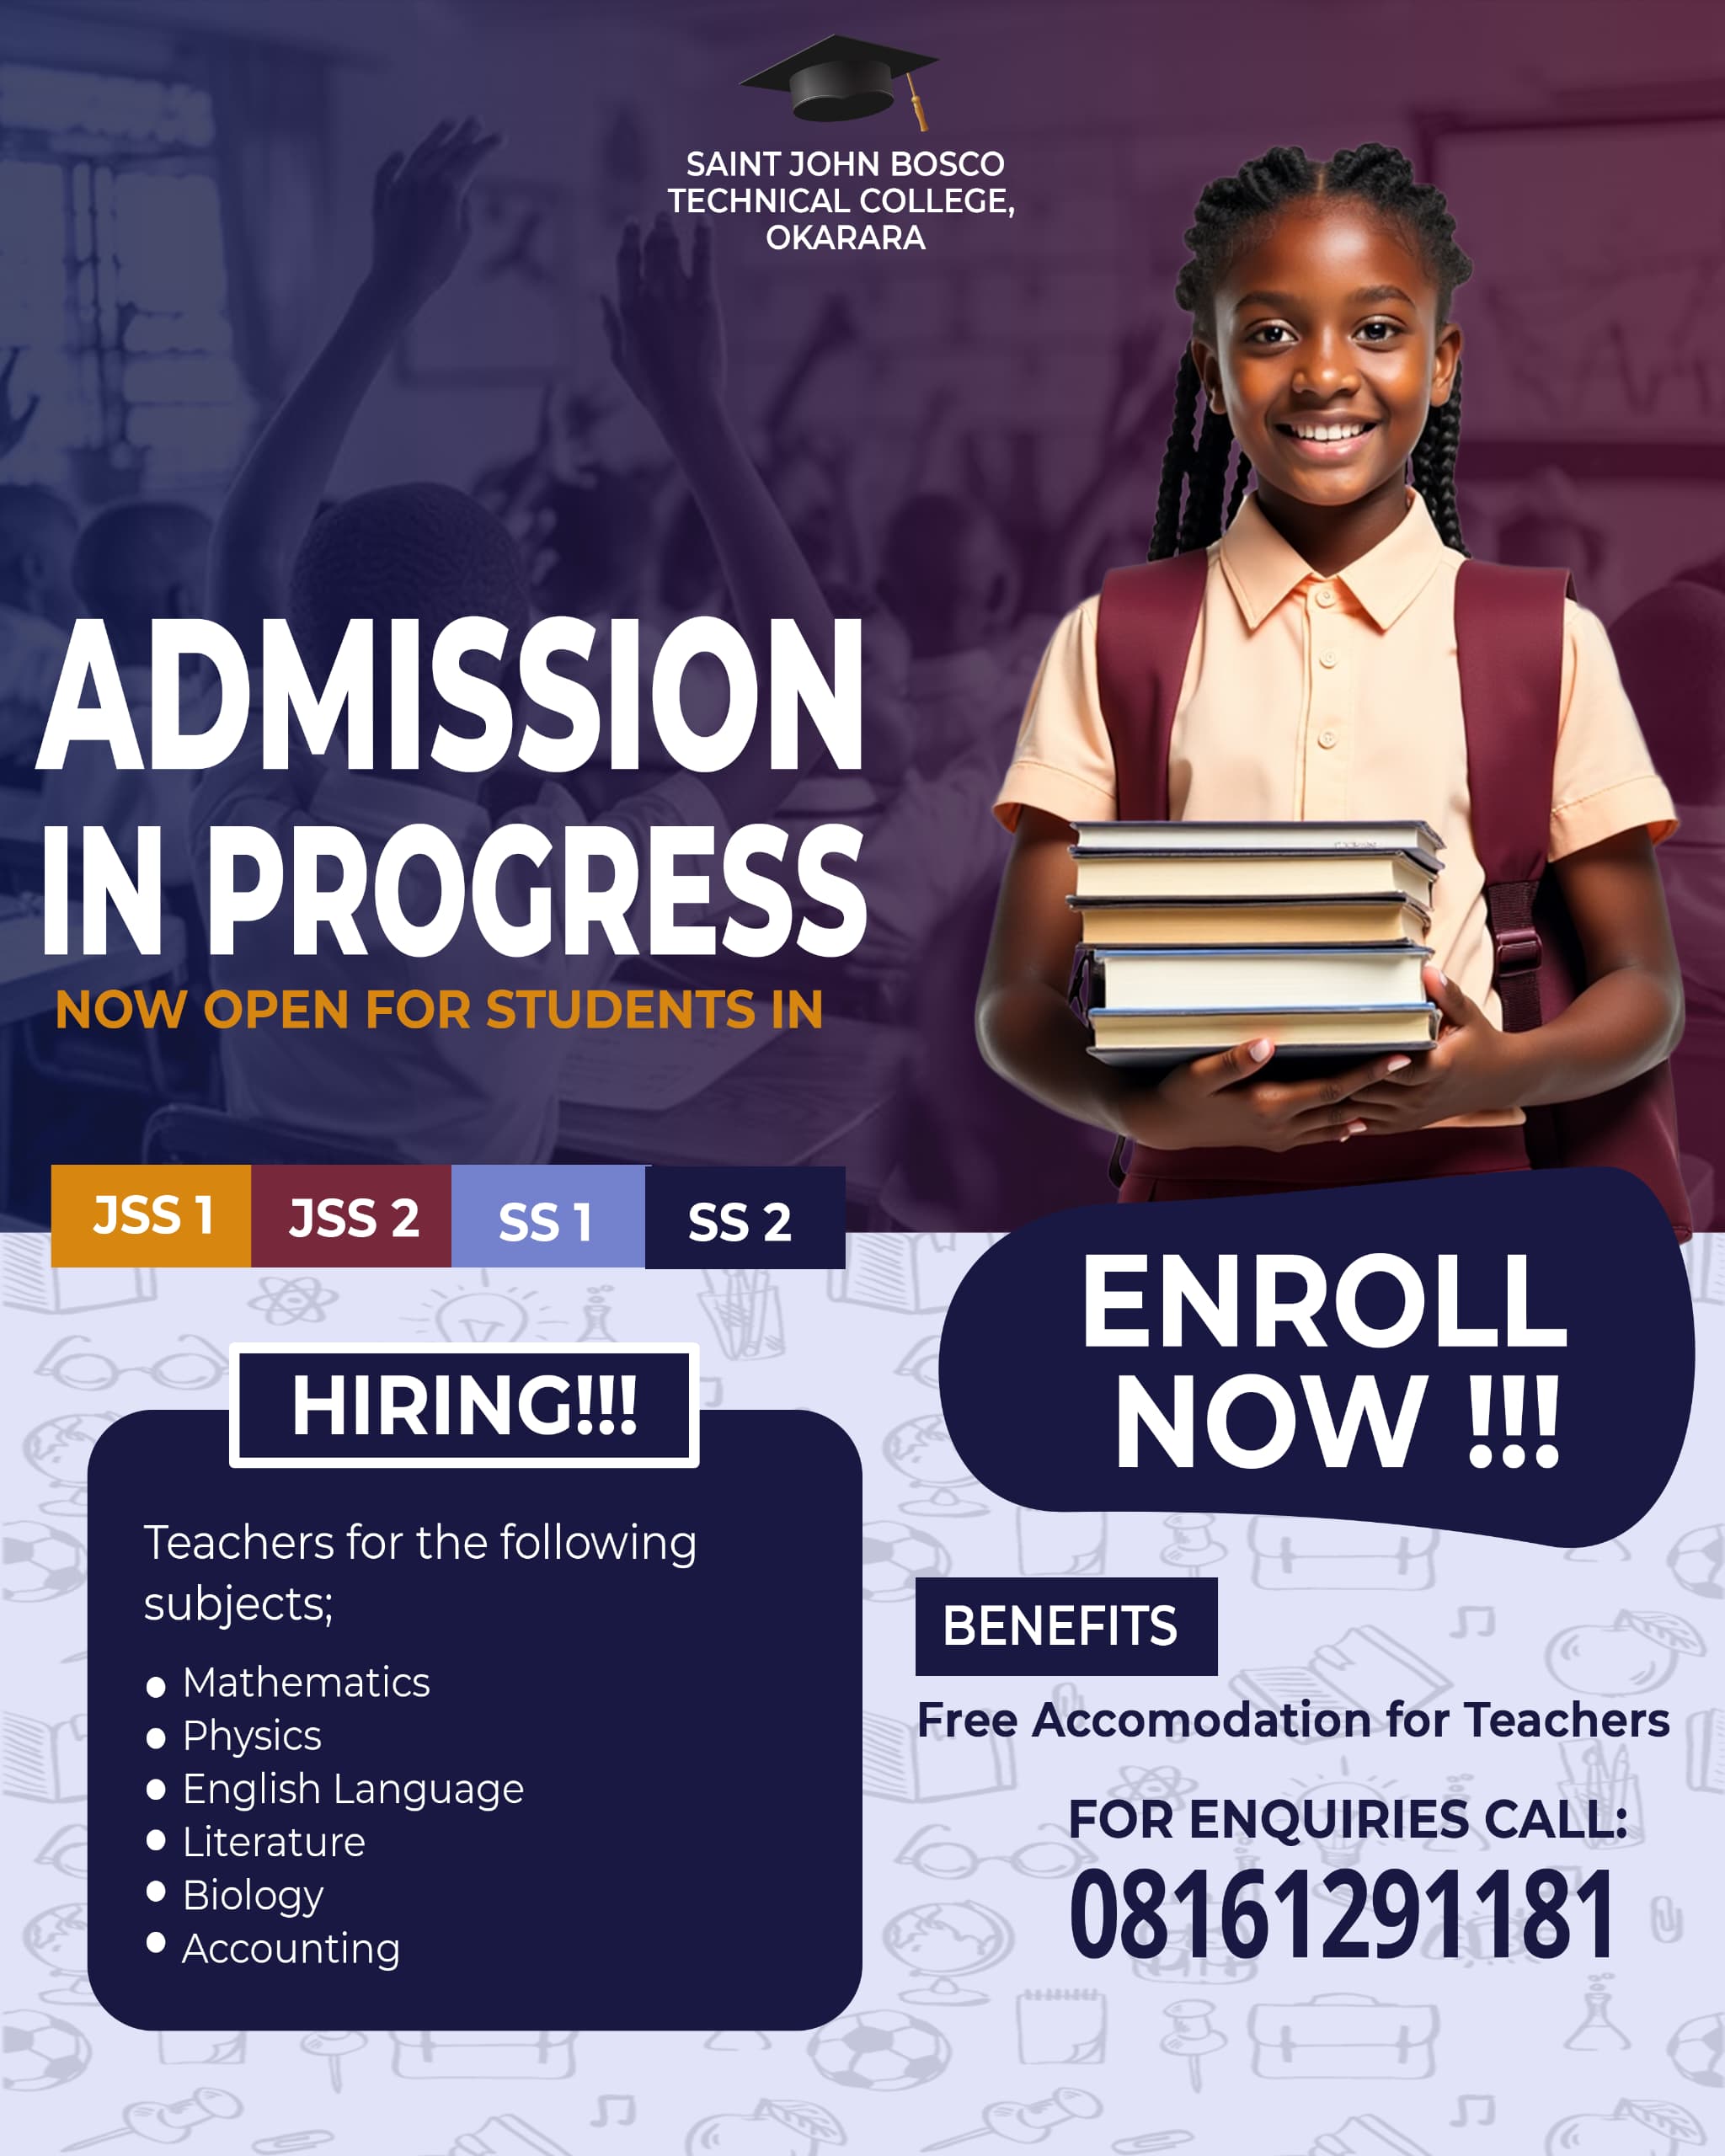 SAINT JOHN BOSCO
TECHNICAL COLLEGE,
OKARARA
ADMISSION
IN PROGRESS
NOW OPEN FOR STUDENTS IN
JSS 1
JSS 2
SS 1
SS 2
ENROLL
NOW !!!
HIRING!!!
Teachers for the following
subjects;
Mathematics
Physics
English Language
Literature
Biology
Accounting
BENEFITS
Free Accomodation for Teachers
FOR ENQUIRIES CALL:
08161291181